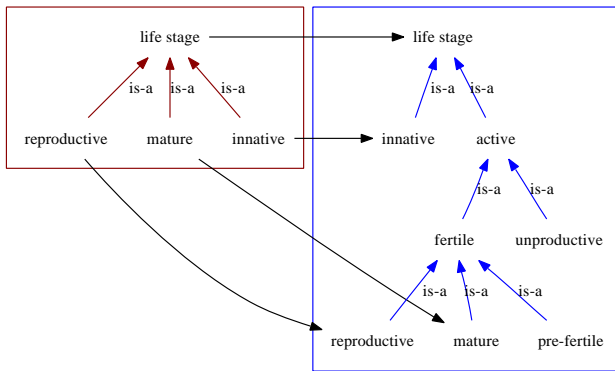 life stage
life stage
is-a
is-a
is-a
is-a
is-a
reproductive
mature
innative
innative
active
is-a
is-a
fertile
unproductive
is-a
is-a
is-a
reproductive
mature
pre-fertile